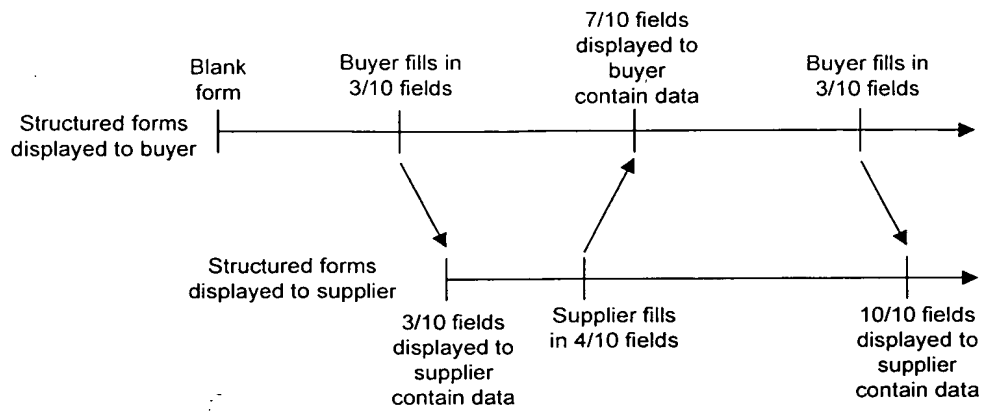 Blank
form
Buyer fills in
3/10 fields
7/10 fields
displayed to
buyer
contain data
Buyer fills in
3/10 fields
Structured forms
displayed to buyer
Structured forms
displayed to supplier
3/10 fields
displayed to
supplier
contain data
Supplier fills
in 4/10 fields
10/10 fields
displayed to
supplier
contain data